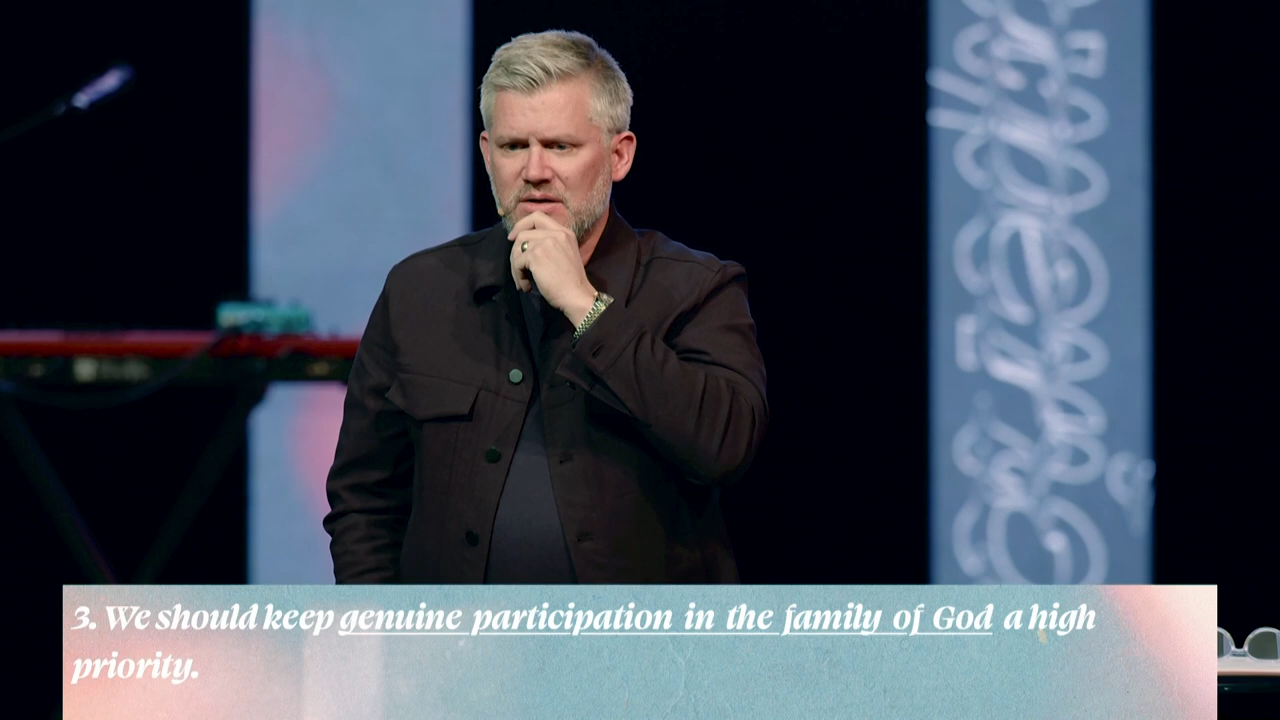 3. We should keep genuine participation in the family of God a high
priority.